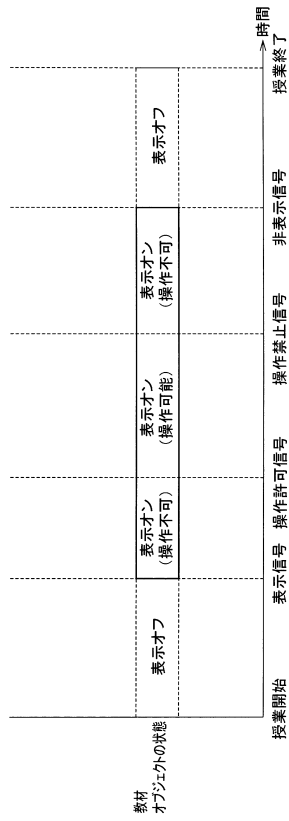 教材
オブジェクトの状態
表示オフ
表示オン
(操作不可)
表示オン
(操作可能)
表示オン
(操作不可)
表示オフ
授業開始
表示信号
操作許可信号
操作禁止信号
非表示信号
授業終了
時間